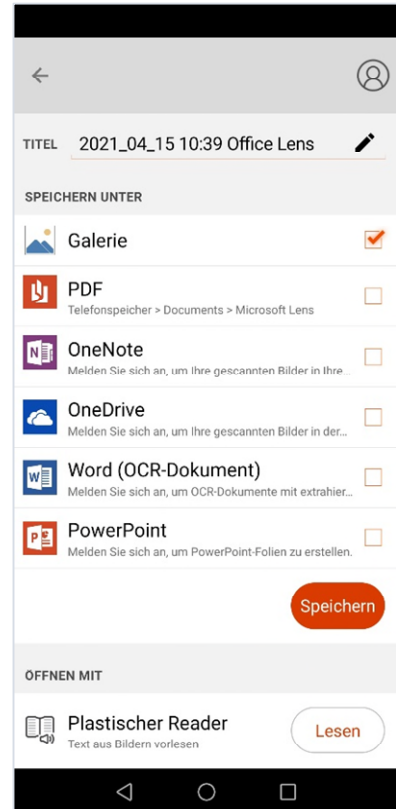 TITEL 2021_04_15 10:39 Office Lens
SPEICHERN UNTER
Galerie
PDF
Telefonspeicher > Documents > Microsoft Lens
OneNote
Melden Sie sich an, um Ihre gescannten Bilder in Ihre...
OneDrive
Melden Sie sich an, um Ihre gescannten Bilder in der...
Word (OCR-Dokument)
Melden Sie sich an, um OCR-Dokumente mit extrahier...
PowerPoint
Melden Sie sich an, um PowerPoint-Folien zu erstellen.
Speichern
ÖFFNEN MIT
Plastischer Reader
Text aus Bildern vorlesen
Lesen